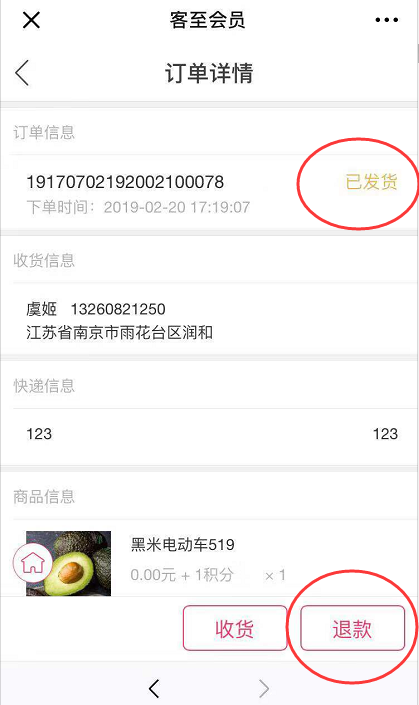 客至会员
订单详情
订单信息
19170702192002100078 已发货
下单时间：2019-02-20 17:19:07
收货信息
虞姬 13260821250
江苏省南京市雨花台区润和
快递信息
123 123
商品信息
黑米电动车519
0.00元 + 1积分 × 1
收货 退款